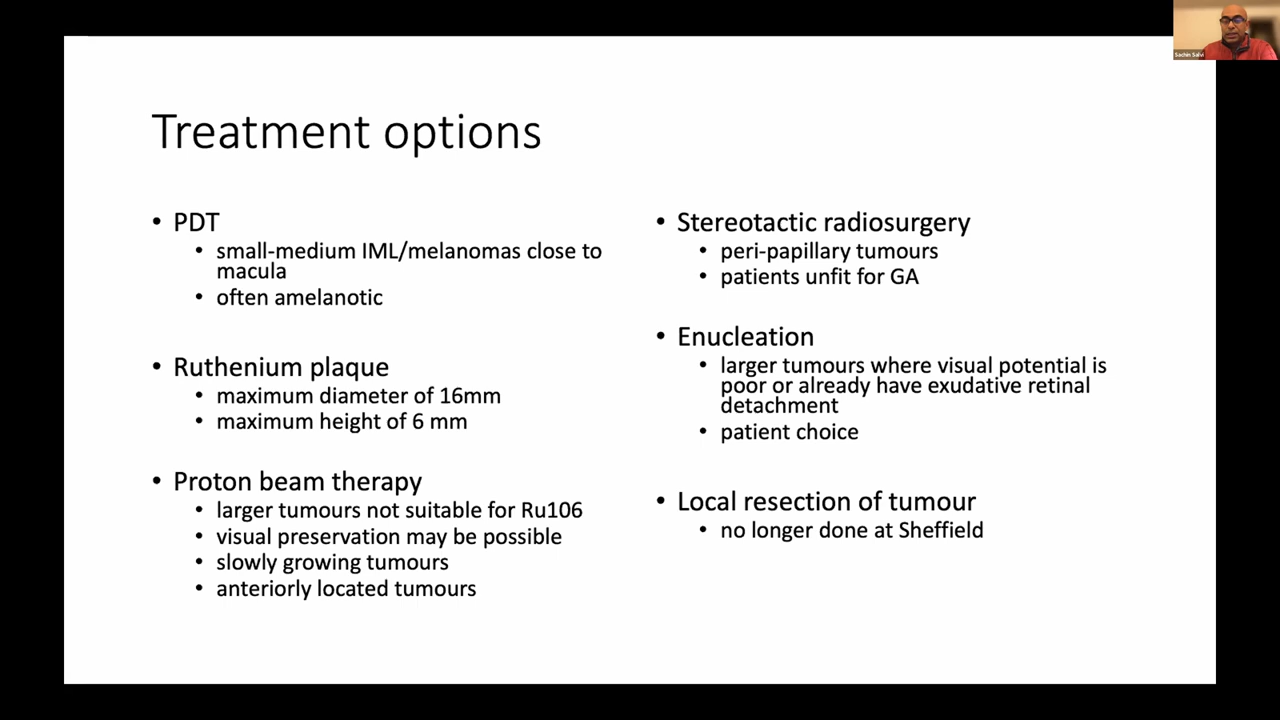 Sachin Salvi
Treatment options
• PDT
• small-medium IML/melanomas close to
macula
• often amelanotic
• Ruthenium plaque
• maximum diameter of 16mm
• maximum height of 6 mm
• Proton beam therapy
• larger tumours not suitable for Ru106
• visual preservation may be possible
• slowly growing tumours
• anteriorly located tumours
• Stereotactic radiosurgery
• peri-papillary tumours
• patients unfit for GA
• Enucleation
• larger tumours where visual potential is
poor or already have exudative retinal
detachment
• patient choice
• Local resection of tumour
• no longer done at Sheffield